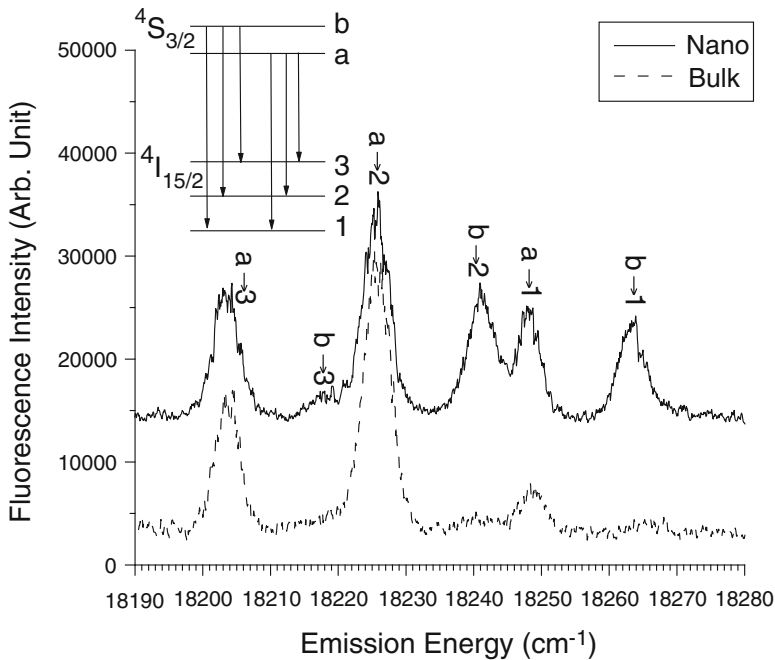 ⁴S₃/₂
b
a
⁴I₁₅/₂
3
2
1
Nano
Bulk
Fluorescence Intensity (Arb. Unit)
50000
40000
30000
20000
10000
0
a→3
b→3
a→2
b→2
a→1
b→1
18190 18200 18210 18220 18230 18240 18250 18260 18270 18280
Emission Energy (cm⁻¹)